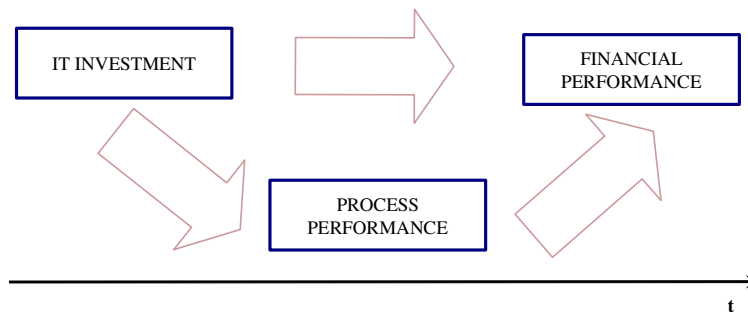 IT INVESTMENT
FINANCIAL
PERFORMANCE
PROCESS
PERFORMANCE
t